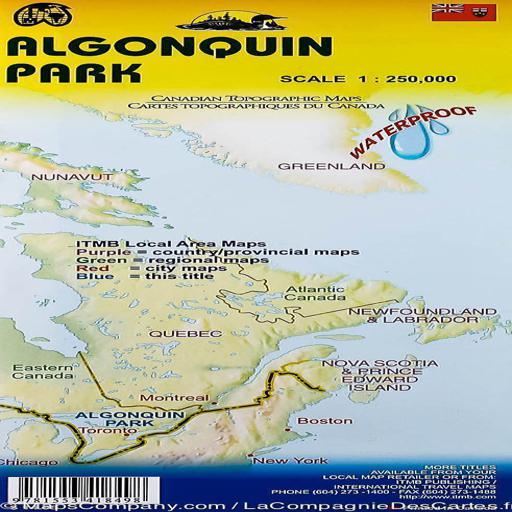 ALGONQUIN
PARK
SCALE 1 : 250,000
CANADIAN TOPOGRAPHIC MAPS
CARTES TOPOGRAPHIQUES DU CANADA
WATERPROOF
GREENLAND
NUNAVUT
ITMB Local Area Maps
Purple = country/provincial maps
Green = regional maps
Red = city maps
Blue = this title
Atlantic
Canada
NEWFOUNDLAND
& LABRADOR
QUEBEC
Eastern
Canada
NOVA SCOTIA
& PRINCE
EDWARD
ISLAND
Montreal
ALGONQUIN
PARK
Toronto
Boston
Chicago
New York
MORE TITLES
AVAILABLE FROM YOUR
LOCAL MAP RETAILER OR FROM:
ITMB PUBLISHING /
INTERNATIONAL TRAVEL MAPS
PHONE (604) 273-1400 - FAX (604) 273-1488
http://www.itmb.com
9 781553 418498
© MapsCompany.com / LaCompagnieDesCartes.fr